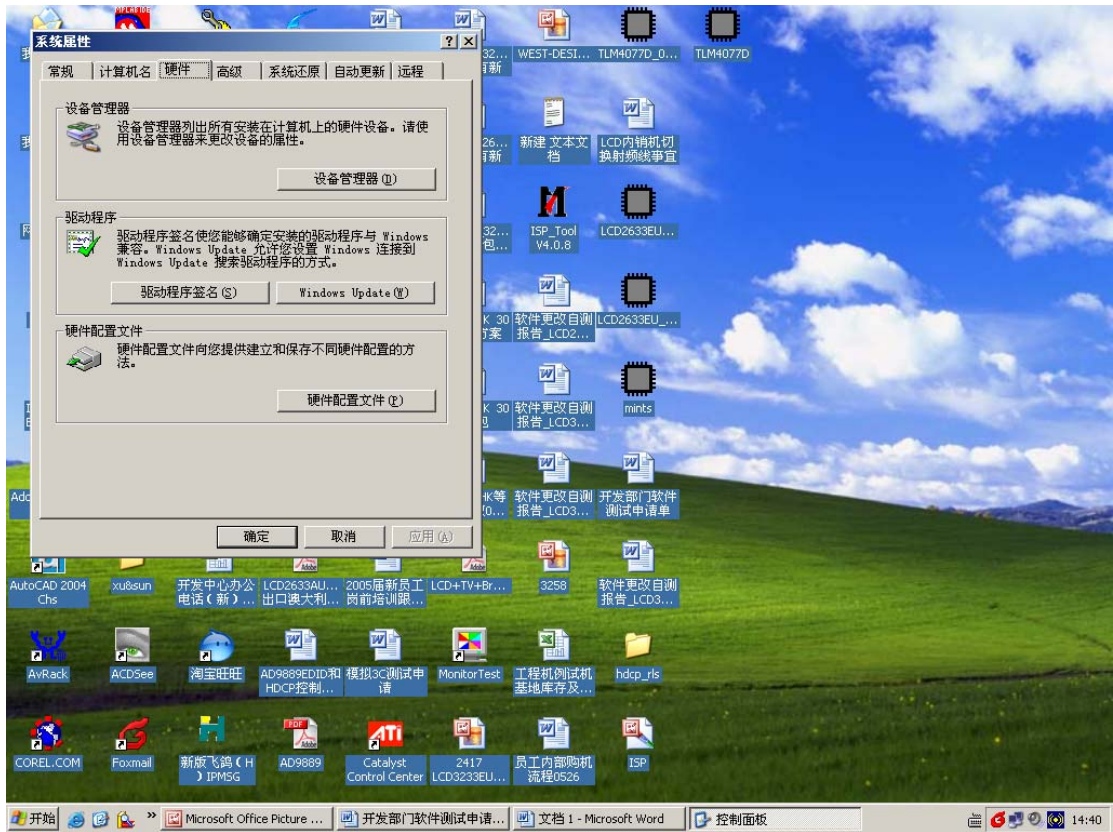 系统属性
常规
计算机名
硬件
高级
系统还原
自动更新
远程
设备管理器
设备管理器列出所有安装在计算机上的硬件设备。请使
用设备管理器来更改设备的属性。
设备管理器(D)
驱动程序
驱动程序签名使您能够确定安装的驱动程序与 Windows
兼容。Windows Update 允许您设置 Windows 连接到
Windows Update 搜索驱动程序的方式。
驱动程序签名(S)
Windows Update(W)
硬件配置文件
硬件配置文件向您提供建立和保存不同硬件配置的方
法。
硬件配置文件(P)
确定
取消
应用(A)
WEST-DESI...
TLM4077D_0...
TLM4077D
新建 文本文
档
LCD内销机切
换射频线事宜
ISP_Tool
V4.0.8
LCD2633EU...
软件更改自测
报告_LCD2...
LCD2633EU_...
软件更改自测
报告_LCD3...
mints
软件更改自测
报告_LCD3...
开发部门软件
测试申请单
AutoCAD 2004
Chs
xu&sun
开发中心办公
电话(新)...
LCD2633AU...
出口澳大利...
2005届新员工
岗前培训跟...
LCD+TV+Br...
3258
软件更改自测
报告_LCD3...
AvRack
ACDSee
淘宝旺旺
AD9889EDID和
HDCP控制...
模拟3C测试申
请
MonitorTest
工程机例试机
基地库存及...
hdcp_rls
COREL.COM
Foxmail
新版飞鸽(H
)IPMSG
AD9889
Catalyst
Control Center
2417
LCD3233EU...
员工内部购机
流程0526
ISP
开始
Microsoft Office Picture ...
开发部门软件测试申请...
文档 1 - Microsoft Word
控制面板
14:40